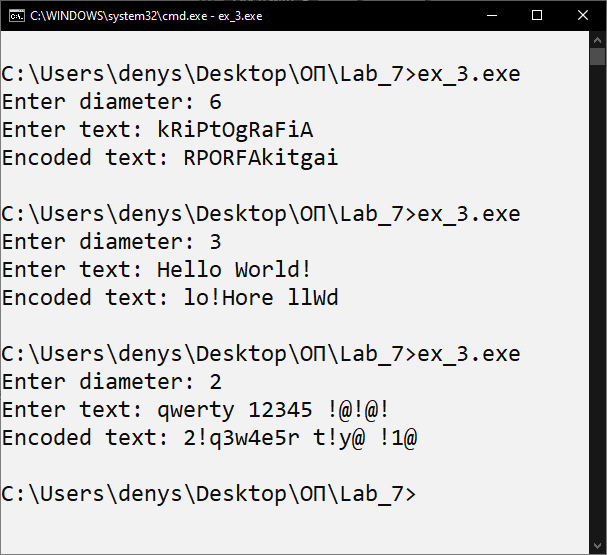 C:\WINDOWS\system32\cmd.exe - ex_3.exe
C:\Users\denys\Desktop\ОП\Lab_7>ex_3.exe
Enter diameter: 6
Enter text: kRiPtOgRaFiA
Encoded text: RPORFAkitgai
C:\Users\denys\Desktop\ОП\Lab_7>ex_3.exe
Enter diameter: 3
Enter text: Hello World!
Encoded text: lo!Hore llWd
C:\Users\denys\Desktop\ОП\Lab_7>ex_3.exe
Enter diameter: 2
Enter text: qwerty 12345 !@!@!
Encoded text: 2!q3w4e5r t!y@ !1@
C:\Users\denys\Desktop\ОП\Lab_7>